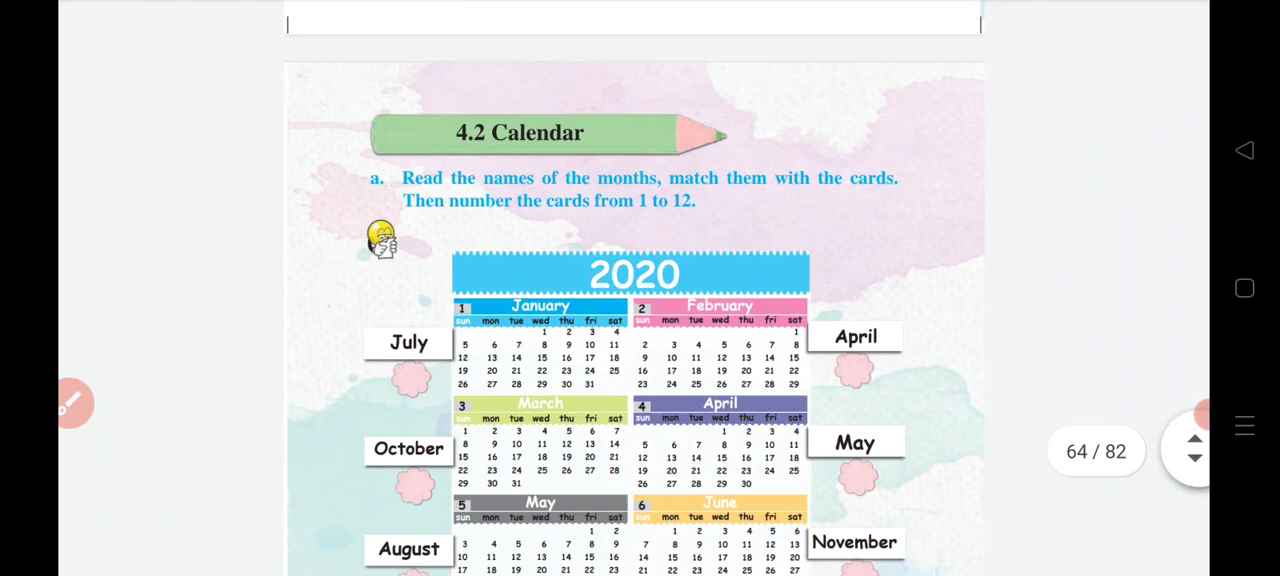 4.2 Calendar
a. Read the names of the months, match them with the cards.
Then number the cards from 1 to 12.
2020
1 January
sun mon tue wed thu fri sat
1 2 3 4
5 6 7 8 9 10 11
12 13 14 15 16 17 18
19 20 21 22 23 24 25
26 27 28 29 30 31
2 February
sun mon tue wed thu fri sat
1
2 3 4 5 6 7 8
9 10 11 12 13 14 15
16 17 18 19 20 21 22
23 24 25 26 27 28 29
July
April
3 March
sun mon tue wed thu fri sat
1 2 3 4 5 6 7
8 9 10 11 12 13 14
15 16 17 18 19 20 21
22 23 24 25 26 27 28
29 30 31
4 April
sun mon tue wed thu fri sat
1 2 3 4
5 6 7 8 9 10 11
12 13 14 15 16 17 18
19 20 21 22 23 24 25
26 27 28 29 30
October
May
5 May
sun mon tue wed thu fri sat
1 2
3 4 5 6 7 8 9
10 11 12 13 14 15 16
17 18 19 20 21 22 23
6 June
sun mon tue wed thu fri sat
1 2 3 4 5 6
7 8 9 10 11 12 13
14 15 16 17 18 19 20
21 22 23 24 25 26 27
August
November
64 / 82